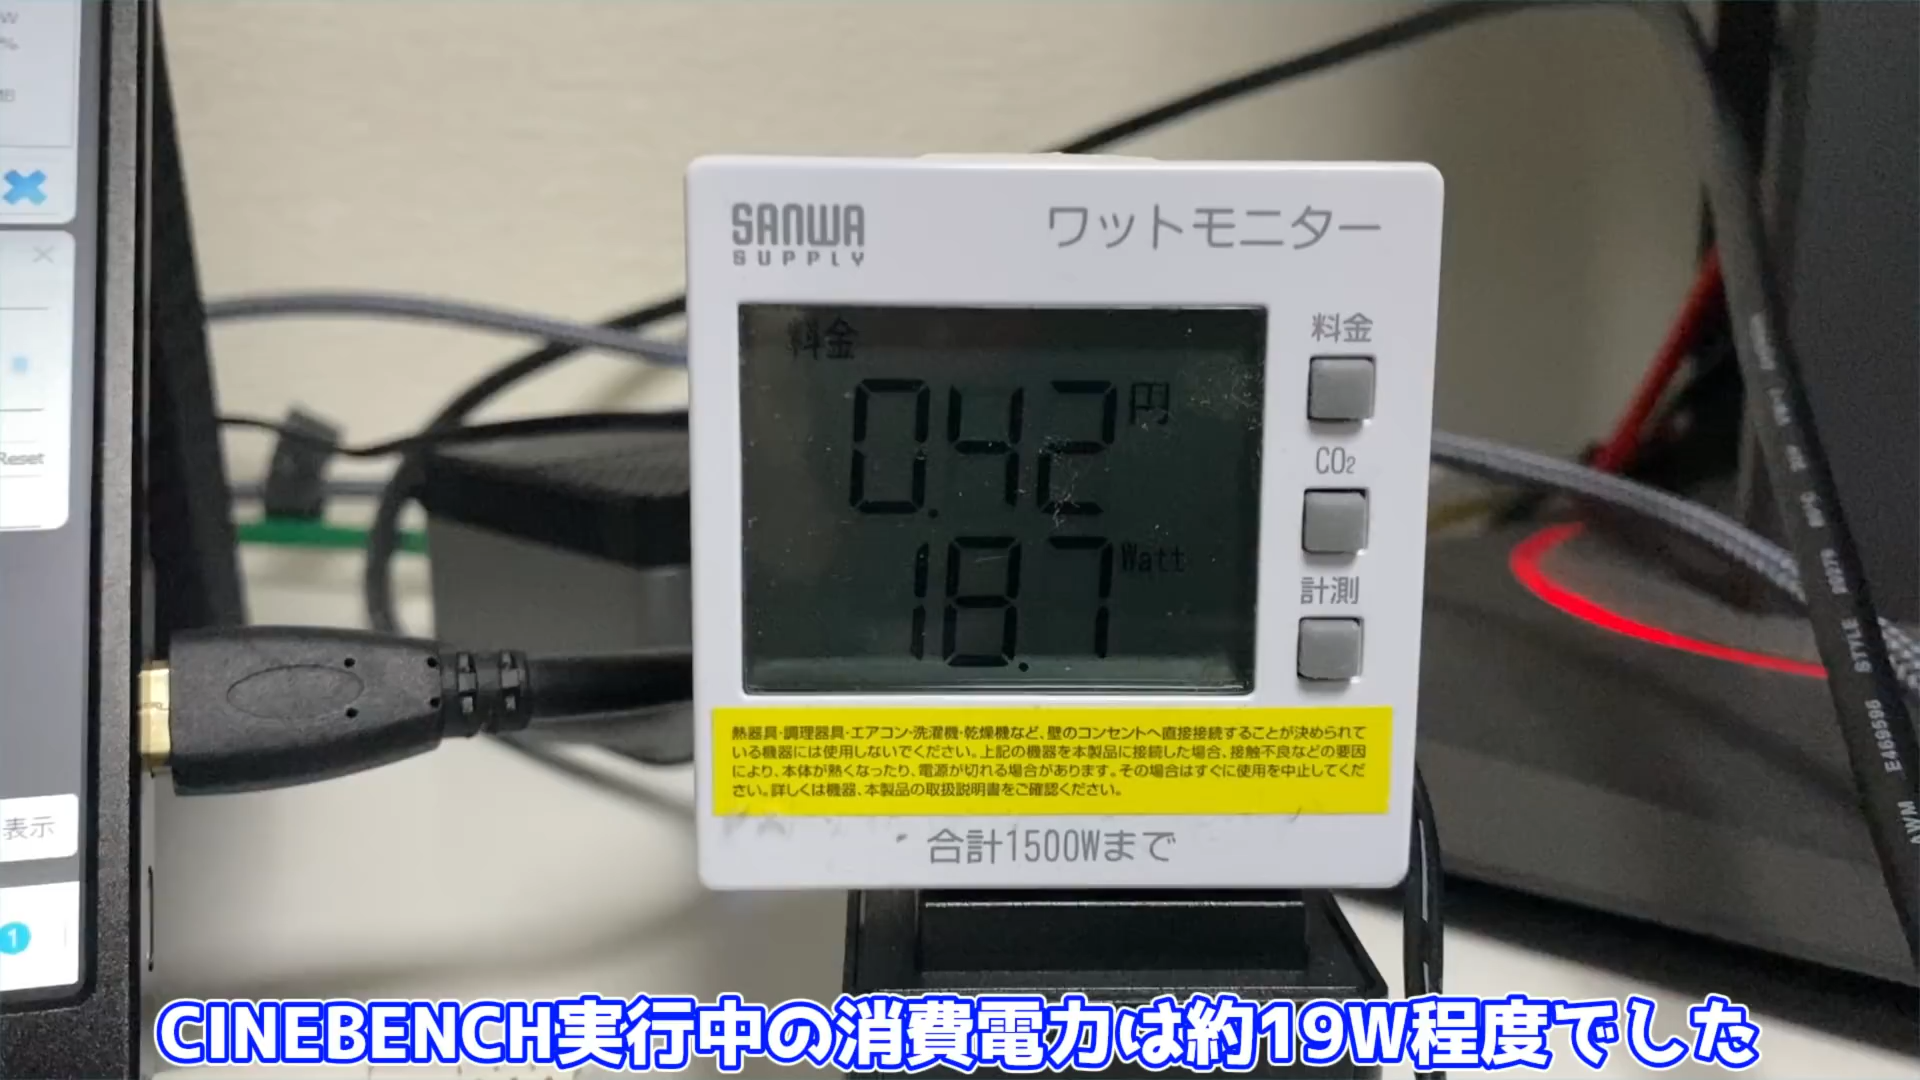 W
%
MB
Reset
表示
1
SANWA
SUPPLY
ワットモニター
料金
0.42円
18.7Watt
料金
CO₂
計測
熱器具・調理器具・エアコン・洗濯機・乾燥機など、壁のコンセントへ直接接続することが決められて
いる機器には使用しないでください。上記の機器を本製品に接続した場合、接触不良などの要因
により、本体が熱くなったり、電源が切れる場合があります。その場合はすぐに使用を中止してくだ
さい。詳しくは機器、本製品の取扱説明書をご確認ください。
合計1500Wまで
AWM
E469596
STYLE
CINEBENCH実行中の消費電力は約19W程度でした